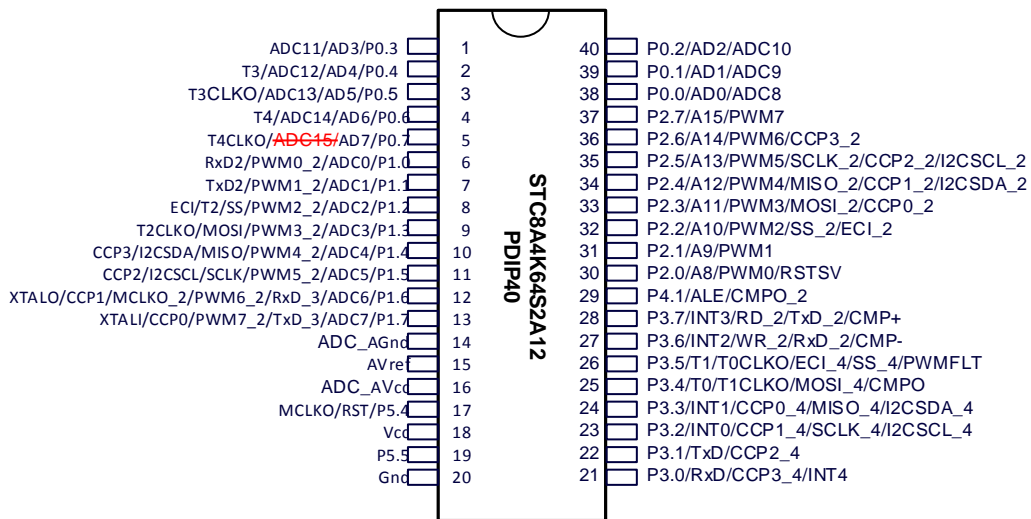 ADC11/AD3/P0.3 1
T3/ADC12/AD4/P0.4 2
T3CLKO/ADC13/AD5/P0.5 3
T4/ADC14/AD6/P0.6 4
T4CLKO/ADC15/AD7/P0.7 5
RxD2/PWM0_2/ADC0/P1.0 6
TxD2/PWM1_2/ADC1/P1.1 7
ECI/T2/SS/PWM2_2/ADC2/P1.2 8
T2CLKO/MOSI/PWM3_2/ADC3/P1.3 9
CCP3/I2CSDA/MISO/PWM4_2/ADC4/P1.4 10
CCP2/I2CSCL/SCLK/PWM5_2/ADC5/P1.5 11
XTALO/CCP1/MCLKO_2/PWM6_2/RxD_3/ADC6/P1.6 12
XTALI/CCP0/PWM7_2/TxD_3/ADC7/P1.7 13
ADC_AGnd 14
AVref 15
ADC_AVcc 16
MCLKO/RST/P5.4 17
Vcc 18
P5.5 19
Gnd 20
STC8A4K64S2A12
PDIP40
40 P0.2/AD2/ADC10
39 P0.1/AD1/ADC9
38 P0.0/AD0/ADC8
37 P2.7/A15/PWM7
36 P2.6/A14/PWM6/CCP3_2
35 P2.5/A13/PWM5/SCLK_2/CCP2_2/I2CSCL_2
34 P2.4/A12/PWM4/MISO_2/CCP1_2/I2CSDA_2
33 P2.3/A11/PWM3/MOSI_2/CCP0_2
32 P2.2/A10/PWM2/SS_2/ECI_2
31 P2.1/A9/PWM1
30 P2.0/A8/PWM0/RSTSV
29 P4.1/ALE/CMPO_2
28 P3.7/INT3/RD_2/TxD_2/CMP+
27 P3.6/INT2/WR_2/RxD_2/CMP-
26 P3.5/T1/T0CLKO/ECI_4/SS_4/PWMFLT
25 P3.4/T0/T1CLKO/MOSI_4/CMPO
24 P3.3/INT1/CCP0_4/MISO_4/I2CSDA_4
23 P3.2/INT0/CCP1_4/SCLK_4/I2CSCL_4
22 P3.1/TxD/CCP2_4
21 P3.0/RxD/CCP3_4/INT4